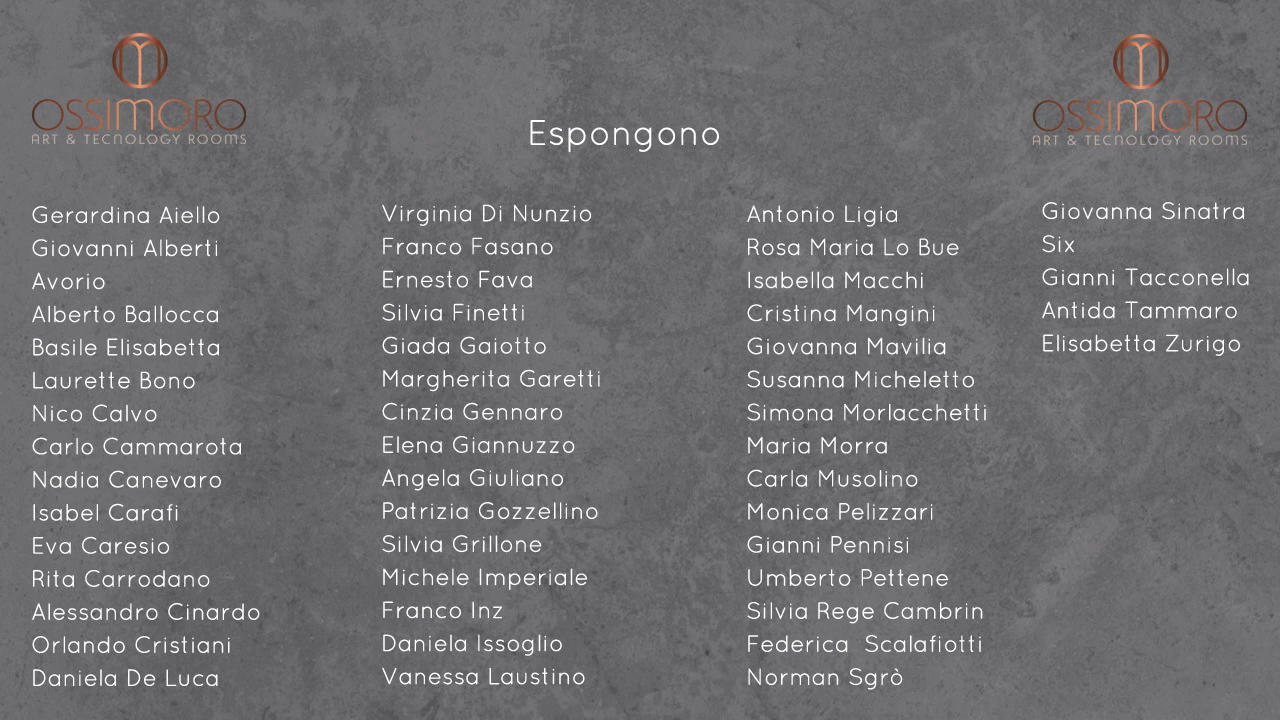 OSSIMORO
ART & TECNOLOGY ROOMS
OSSIMORO
ART & TECNOLOGY ROOMS
Espongono
Gerardina Aiello
Giovanni Alberti
Avorio
Alberto Ballocca
Basile Elisabetta
Laurette Bono
Nico Calvo
Carlo Cammarota
Nadia Canevaro
Isabel Carafi
Eva Caresio
Rita Carrodano
Alessandro Cinardo
Orlando Cristiani
Daniela De Luca
Virginia Di Nunzio
Franco Fasano
Ernesto Fava
Silvia Finetti
Giada Gaiotto
Margherita Garetti
Cinzia Gennaro
Elena Giannuzzo
Angela Giuliano
Patrizia Gozzellino
Silvia Grillone
Michele Imperiale
Franco Inz
Daniela Issoglio
Vanessa Laustino
Antonio Ligia
Rosa Maria Lo Bue
Isabella Macchi
Cristina Mangini
Giovanna Mavilia
Susanna Micheletto
Simona Morlacchetti
Maria Morra
Carla Musolino
Monica Pelizzari
Gianni Pennisi
Umberto Pettene
Silvia Rege Cambrin
Federica  Scalafiotti
Norman Sgrò
Giovanna Sinatra
Six
Gianni Tacconella
Antida Tammaro
Elisabetta Zurigo